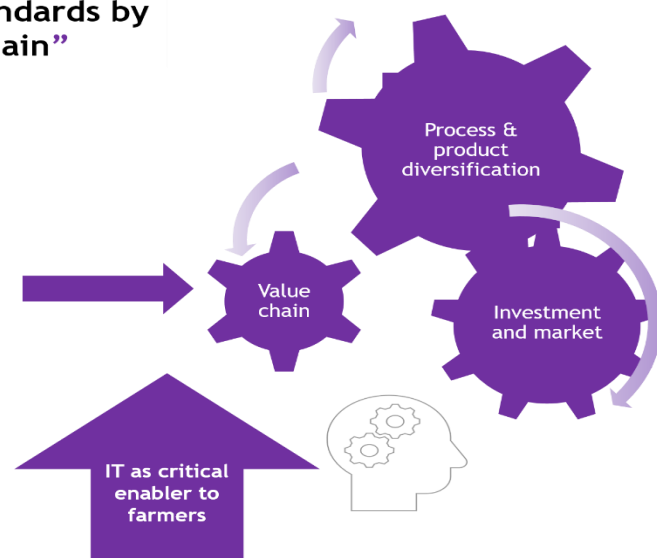 ndards by
ain”
Process &
product
diversification
Value
chain
Investment
and market
IT as critical
enabler to
farmers